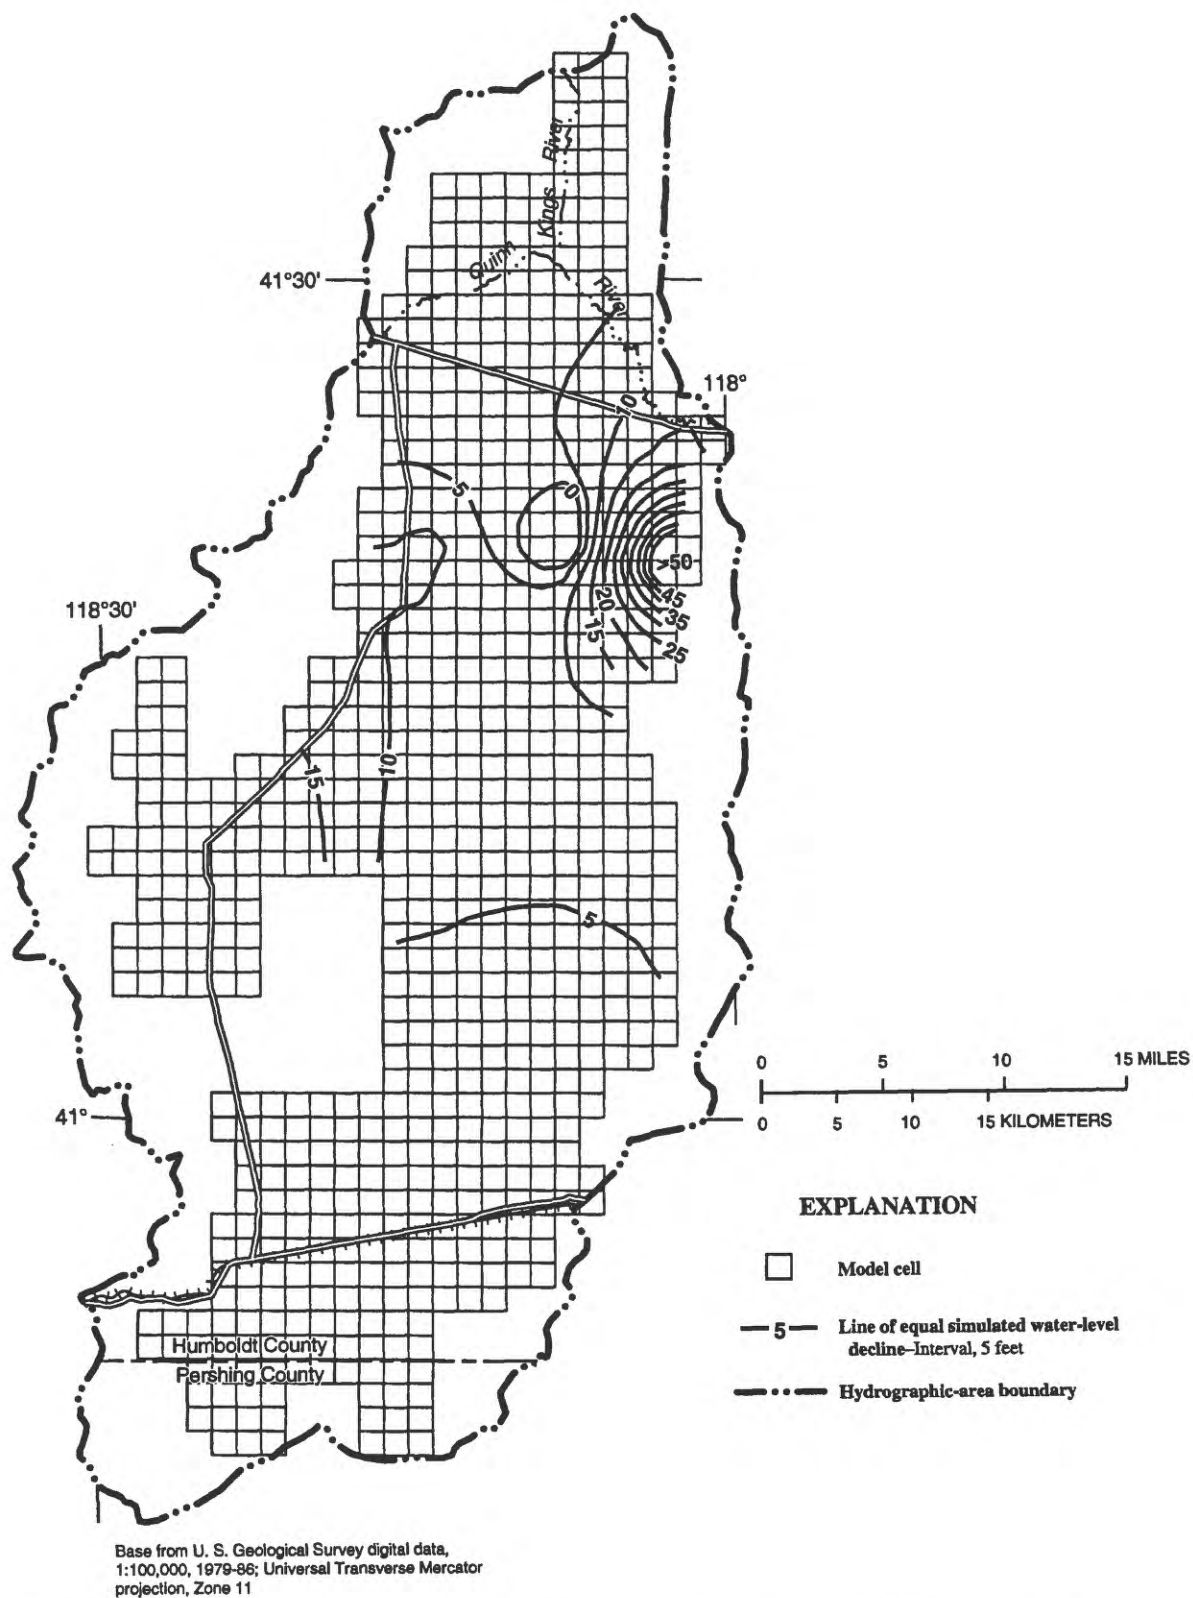 River
Kings
Quinn
River
41°30'
118°
0
5
0
>50
45
35
25
20
15
118°30'
10
15
5
41°
0 5 10 15 MILES
0 5 10 15 KILOMETERS
EXPLANATION
Model cell
5 Line of equal simulated water-level
decline–Interval, 5 feet
Hydrographic-area boundary
Humboldt County
Pershing County
Base from U. S. Geological Survey digital data,
1:100,000, 1979-86; Universal Transverse Mercator
projection, Zone 11